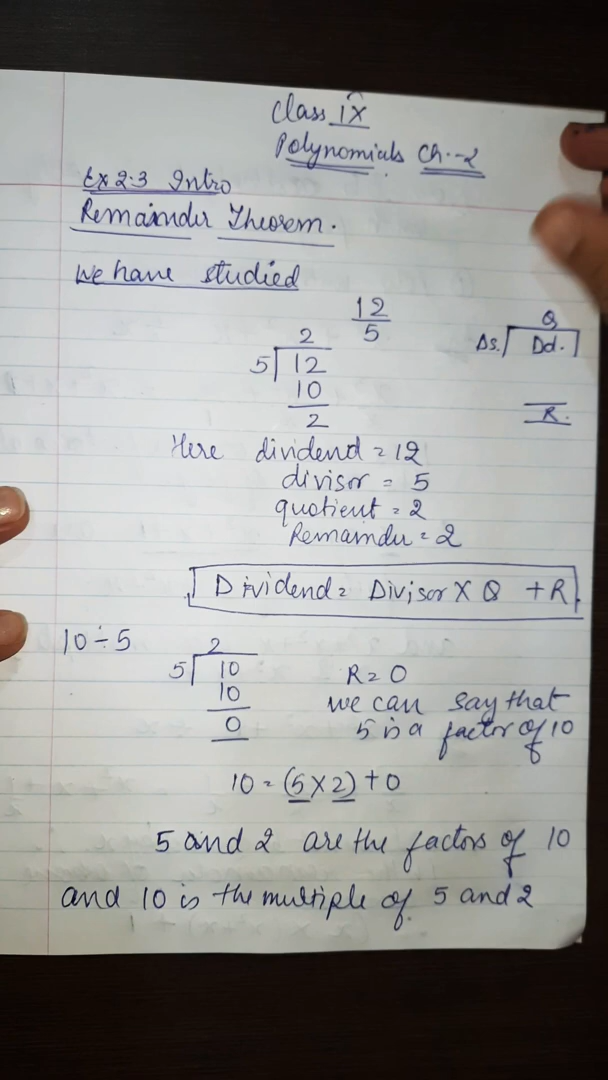 Class IX
Polynomials Ch.-2
Ex 2.3 Intro
Remainder Theorem.
We have studied
12
5
2
5 12
10
2
Q
Ds. Dd.
R.
Here dividend = 12
divisor = 5
quotient = 2
Remainder = 2
Dividend = Divisor X Q + R
10 ÷ 5
2
5 10
10
0
R = 0
we can say that
5 is a factor of 10
10 = (5 X 2) + 0
5 and 2 are the factors of 10
and 10 is the multiple of 5 and 2